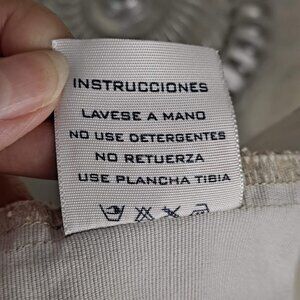 INSTRUCCIONES
LAVESE A MANO
NO USE DETERGENTES
NO RETUERZA
USE PLANCHA TIBIA